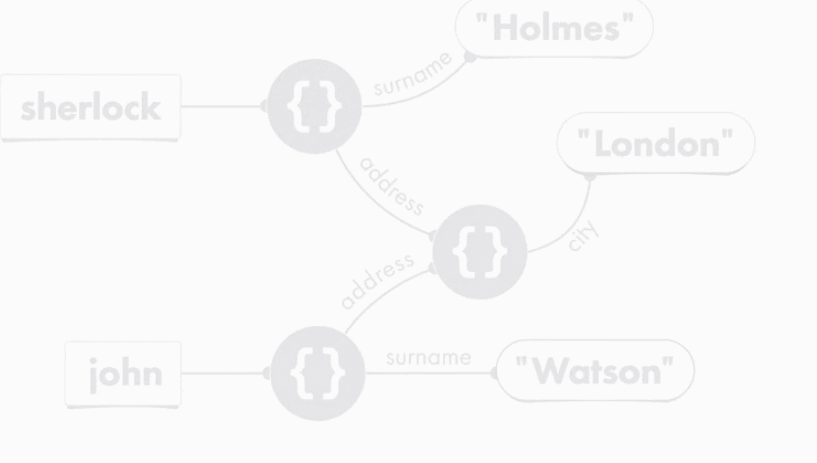 "Holmes"
surname
sherlock
{}
"London"
address
{}
city
address
john
{}
surname
"Watson"